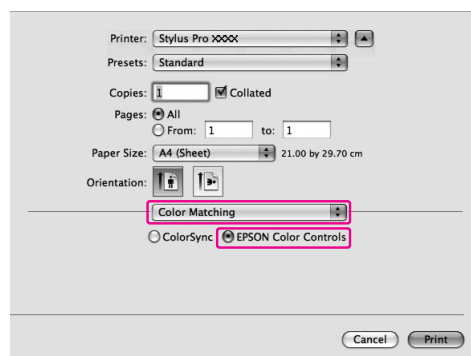 Printer: Stylus Pro XXXX
Presets: Standard
Copies: 1 Collated
Pages: All
From: 1 to: 1
Paper Size: A4 (Sheet) 21.00 by 29.70 cm
Orientation:
Color Matching
ColorSync EPSON Color Controls
Cancel Print